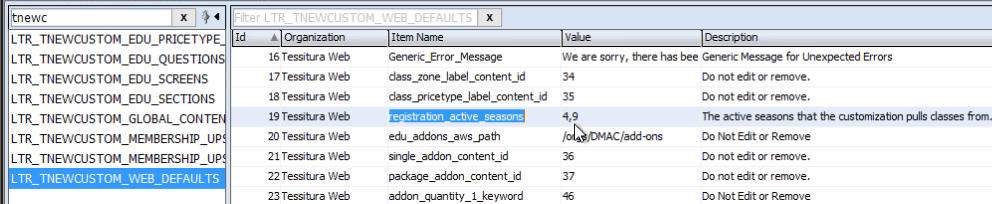 tnewc x Filter LTR_TNEWCUSTOM_WEB_DEFAULTS x
LTR_TNEWCUSTOM_EDU_PRICETYPE_
LTR_TNEWCUSTOM_EDU_QUESTIONS
LTR_TNEWCUSTOM_EDU_SCREENS
LTR_TNEWCUSTOM_EDU_SECTIONS
LTR_TNEWCUSTOM_GLOBAL_CONTEN
LTR_TNEWCUSTOM_MEMBERSHIP_UPS
LTR_TNEWCUSTOM_MEMBERSHIP_UPS
LTR_TNEWCUSTOM_WEB_DEFAULTS
Id Organization Item Name Value Description
16 Tessitura Web Generic_Error_Message We are sorry, there has bee Generic Message for Unexpected Errors
17 Tessitura Web class_zone_label_content_id 34 Do not edit or remove.
18 Tessitura Web class_pricetype_label_content_id 35 Do not edit or remove.
19 Tessitura Web registration_active_seasons 4,9 The active seasons that the customization pulls classes from.
20 Tessitura Web edu_addons_aws_path /DMAC/add-ons Do not Edit or Remove
21 Tessitura Web single_addon_content_id 36 Do not edit or remove.
22 Tessitura Web package_addon_content_id 37 Do not edit or remove.
23 Tessitura Web addon_quantity_1_keyword 46 Do not Edit or Remove